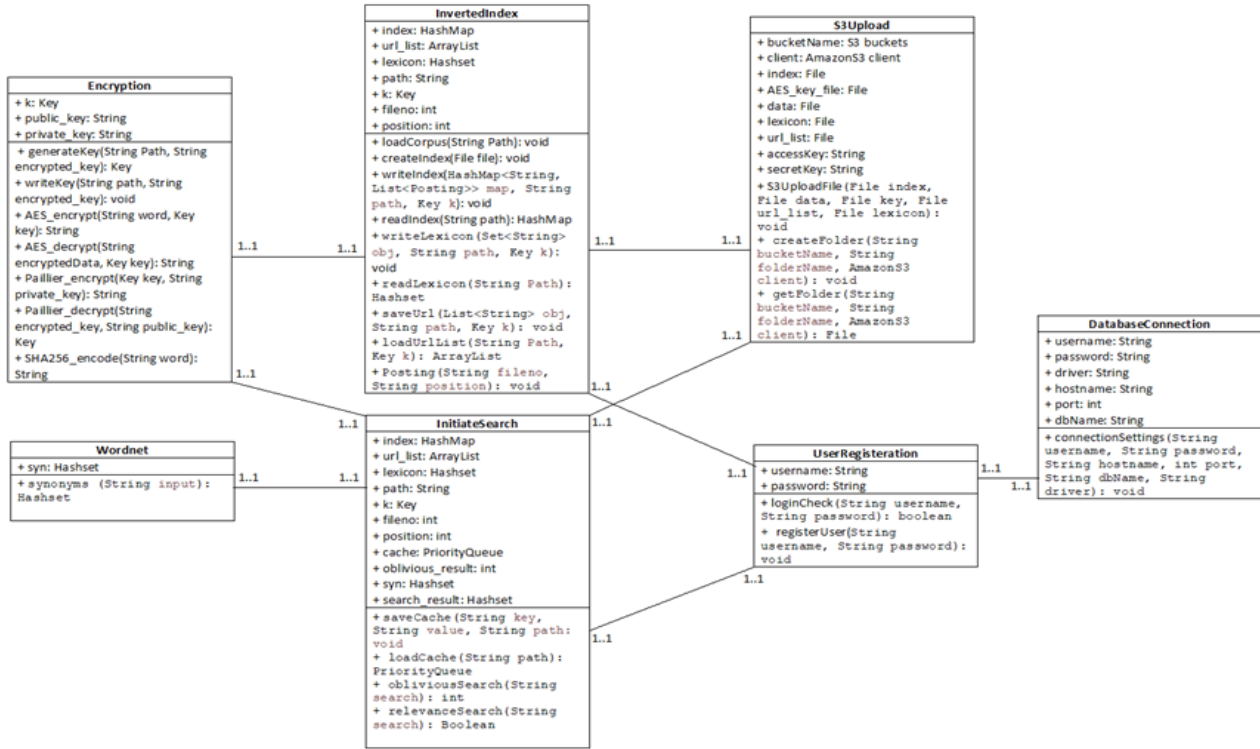 InvertedIndex
+ index: HashMap
+ url_list: ArrayList
+ lexicon: Hashset
+ path: String
+ k: Key
+ fileno: int
+ position: int
+ loadCorpus(String Path): void
+ createIndex(File file): void
+ writeIndex(HashMap<String,
List<Posting>> map, String
path, Key k): void
+ readIndex(String path): HashMap
+ writeLexicon(Set<String>
obj, String path, Key k):
void
+ readLexicon(String Path):
Hashset
+ saveUrl(List<String> obj,
String path, Key k): void
+ loadUrlList(String Path,
Key k): ArrayList
+ Posting(String fileno,
String position): void
S3Upload
+ bucketName: S3 buckets
+ client: AmazonS3 client
+ index: File
+ AES_key_file: File
+ data: File
+ lexicon: File
+ url_list: File
+ accessKey: String
+ secretKey: String
+ S3UploadFile(File index,
File data, File key, File
url_list, File lexicon):
void
+ createFolder(String
bucketName, String
folderName, AmazonS3
client): void
+ getFolder(String
bucketName, String
folderName, AmazonS3
client): File
Encryption
+ k: Key
+ public_key: String
+ private_key: String
+ generateKey(String Path, String
encrypted_key): Key
+ writeKey(String path, String
encrypted_key): void
+ AES_encrypt(String word, Key
key): String
+ AES_decrypt(String
encryptedData, Key key): String
+ Paillier_encrypt(Key key, String
private_key): String
+ Paillier_decrypt(String
encrypted_key, String public_key):
Key
+ SHA256_encode(String word):
String
1..1
1..1
1..1
1..1
1..1
1..1
1..1
1..1
DatabaseConnection
+ username: String
+ password: String
+ driver: String
+ hostname: String
+ port: int
+ dbName: String
+ connectionSettings(String
username, String password,
String hostname, int port,
String dbName, String
driver): void
Wordnet
+ syn: Hashset
+ synonyms (String input):
Hashset
1..1
1..1
1..1
1..1
InitiateSearch
+ index: HashMap
+ url_list: ArrayList
+ lexicon: Hashset
+ path: String
+ k: Key
+ fileno: int
+ position: int
+ cache: PriorityQueue
+ oblivious_result: int
+ syn: Hashset
+ search_result: Hashset
+ saveCache(String key,
String value, String path:
void
+ loadCache(String path):
PriorityQueue
+ obliviousSearch(String
search): int
+ relevanceSearch(String
search): Boolean
UserRegisteration
+ username: String
+ password: String
+ loginCheck(String username,
String password): boolean
+ registerUser(String
username, String password):
void
1..1
1..1
1..1
1..1